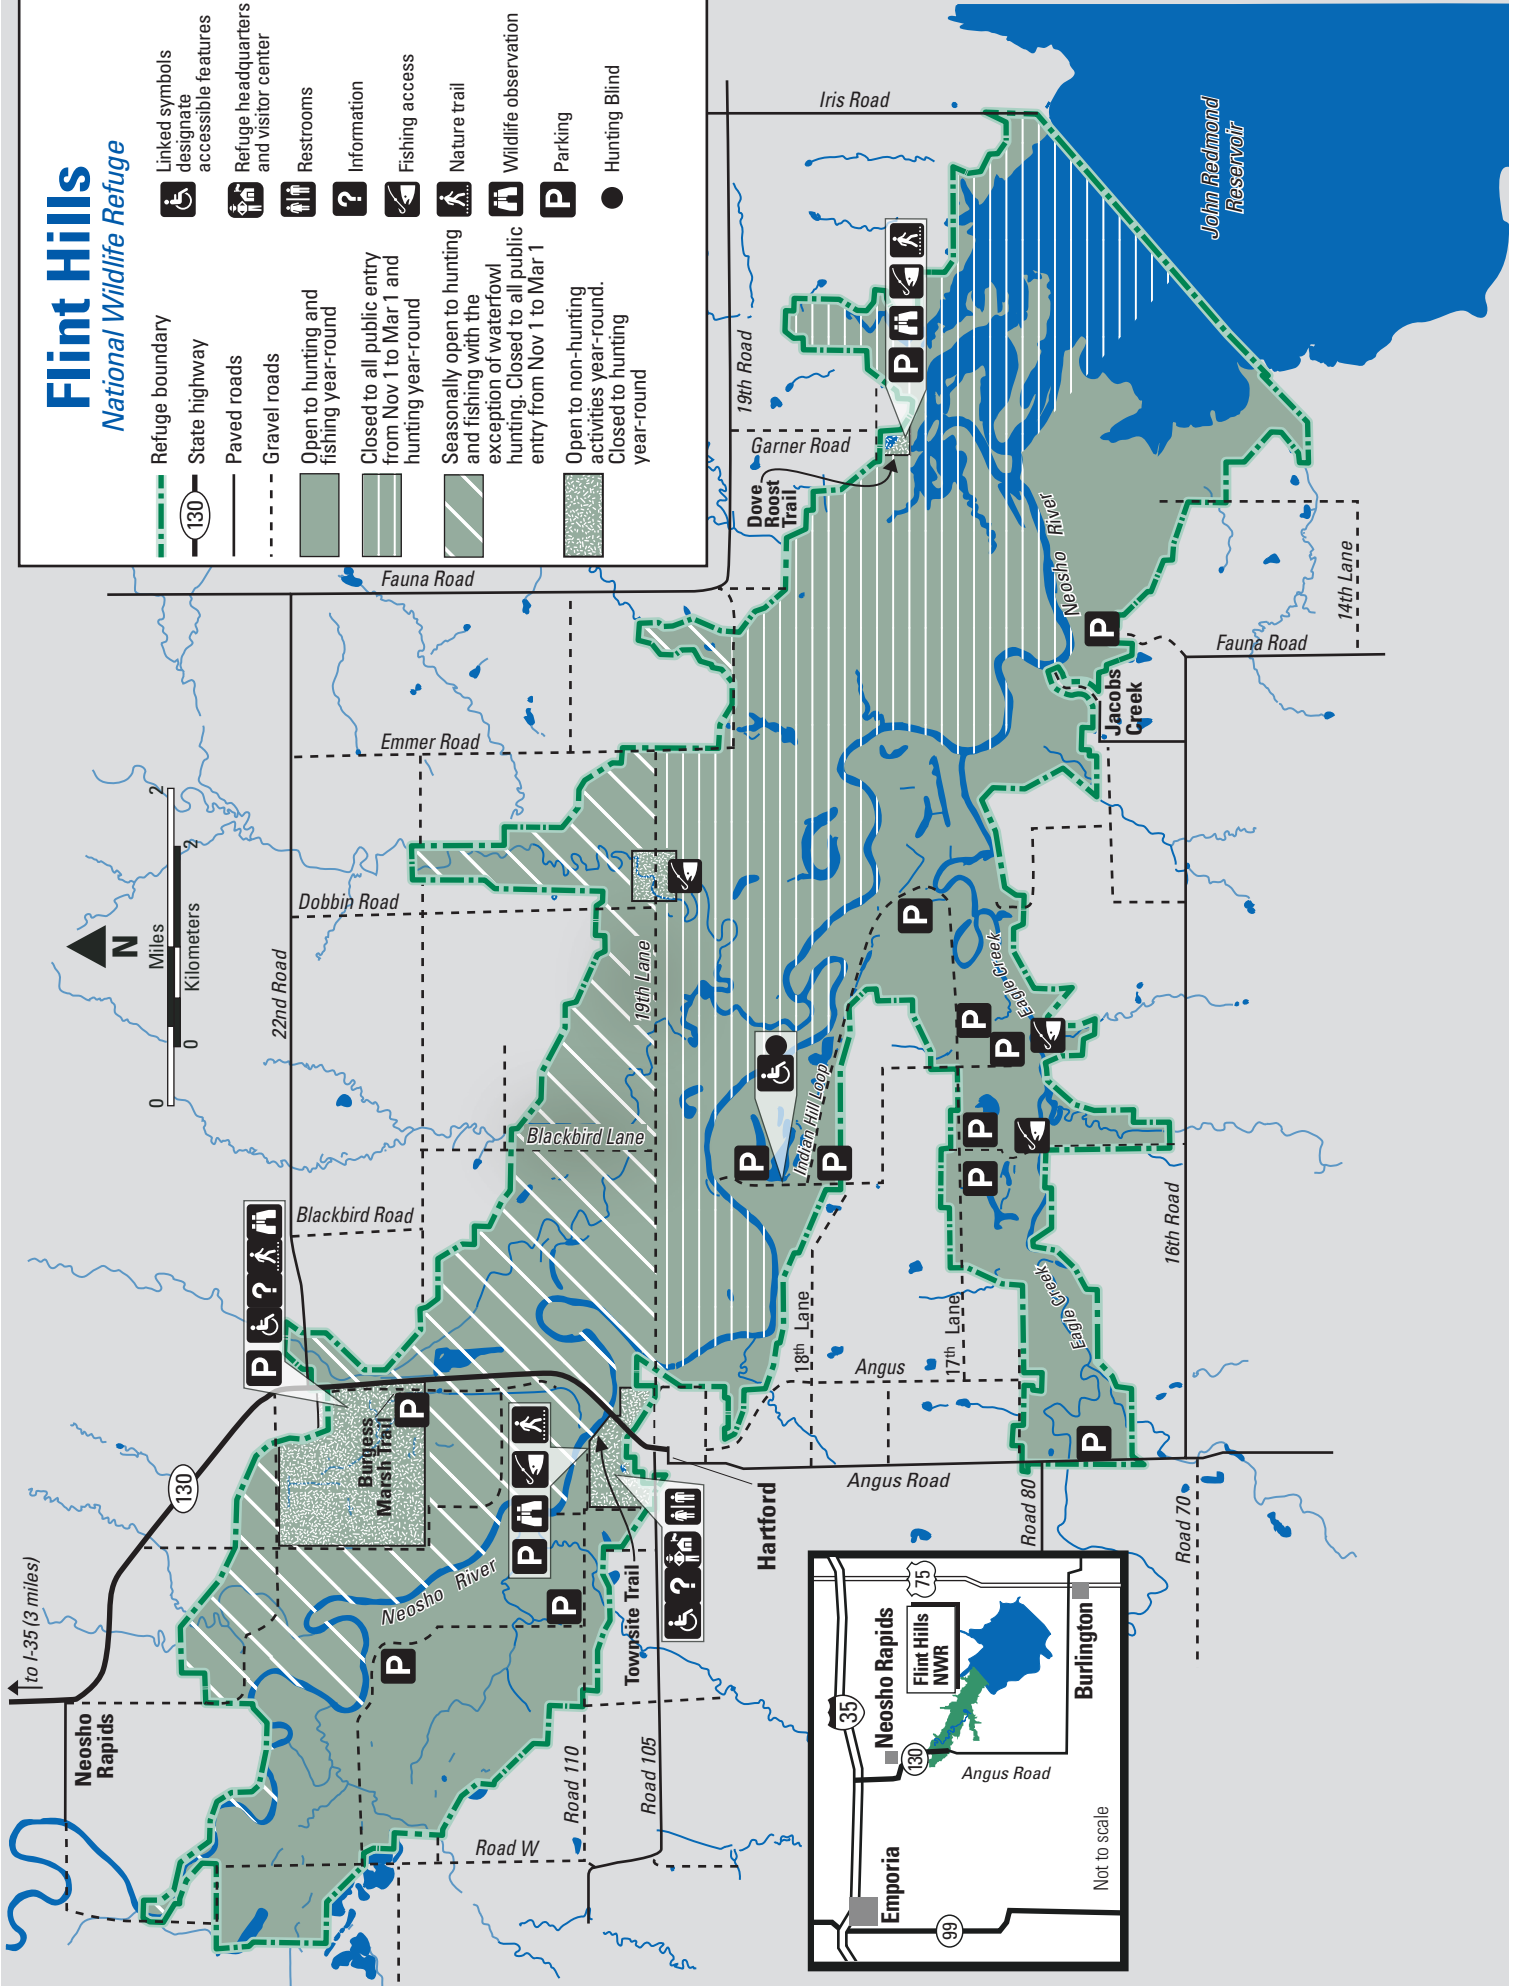 Flint Hills
National Wildlife Refuge
Refuge boundary
130
State highway
Paved roads
Gravel roads
Open to hunting and
fishing year-round
Closed to all public entry
from Nov 1 to Mar 1 and
hunting year-round
Seasonally open to hunting
and fishing with the
exception of waterfowl
hunting. Closed to all public
entry from Nov 1 to Mar 1
Open to non-hunting
activities year-round.
Closed to hunting
year-round
Linked symbols
designate
accessible features
Refuge headquarters
and visitor center
Restrooms
?
Information
Fishing access
Nature trail
Wildlife observation
P
Parking
Hunting Blind
N
Miles
0
2
Kilometers
0
2
to I-35 (3 miles)
Neosho
Rapids
130
22nd Road
Blackbird Road
Dobbin Road
Emmer Road
Fauna Road
19th Road
Iris Road
Garner Road
Dove
Roost
Trail
P
John Redmond
Reservoir
P
?
Burgess
Marsh Trail
P
Blackbird Lane
19th Lane
Neosho River
P
P
P
Neosho River
Townsite Trail
?
Hartford
Indian Hill Loop
P
P
P
P
P
P
P
P
P
Eagle Creek
Eagle Creek
Jacobs
Creek
Fauna Road
14th Lane
16th Road
18th Lane
17th Lane
Angus
Angus Road
Road 80
Road 70
Road W
Road 110
Road 105
Emporia
35
99
Neosho Rapids
130
Angus Road
Flint Hills
NWR
75
Burlington
Not to scale